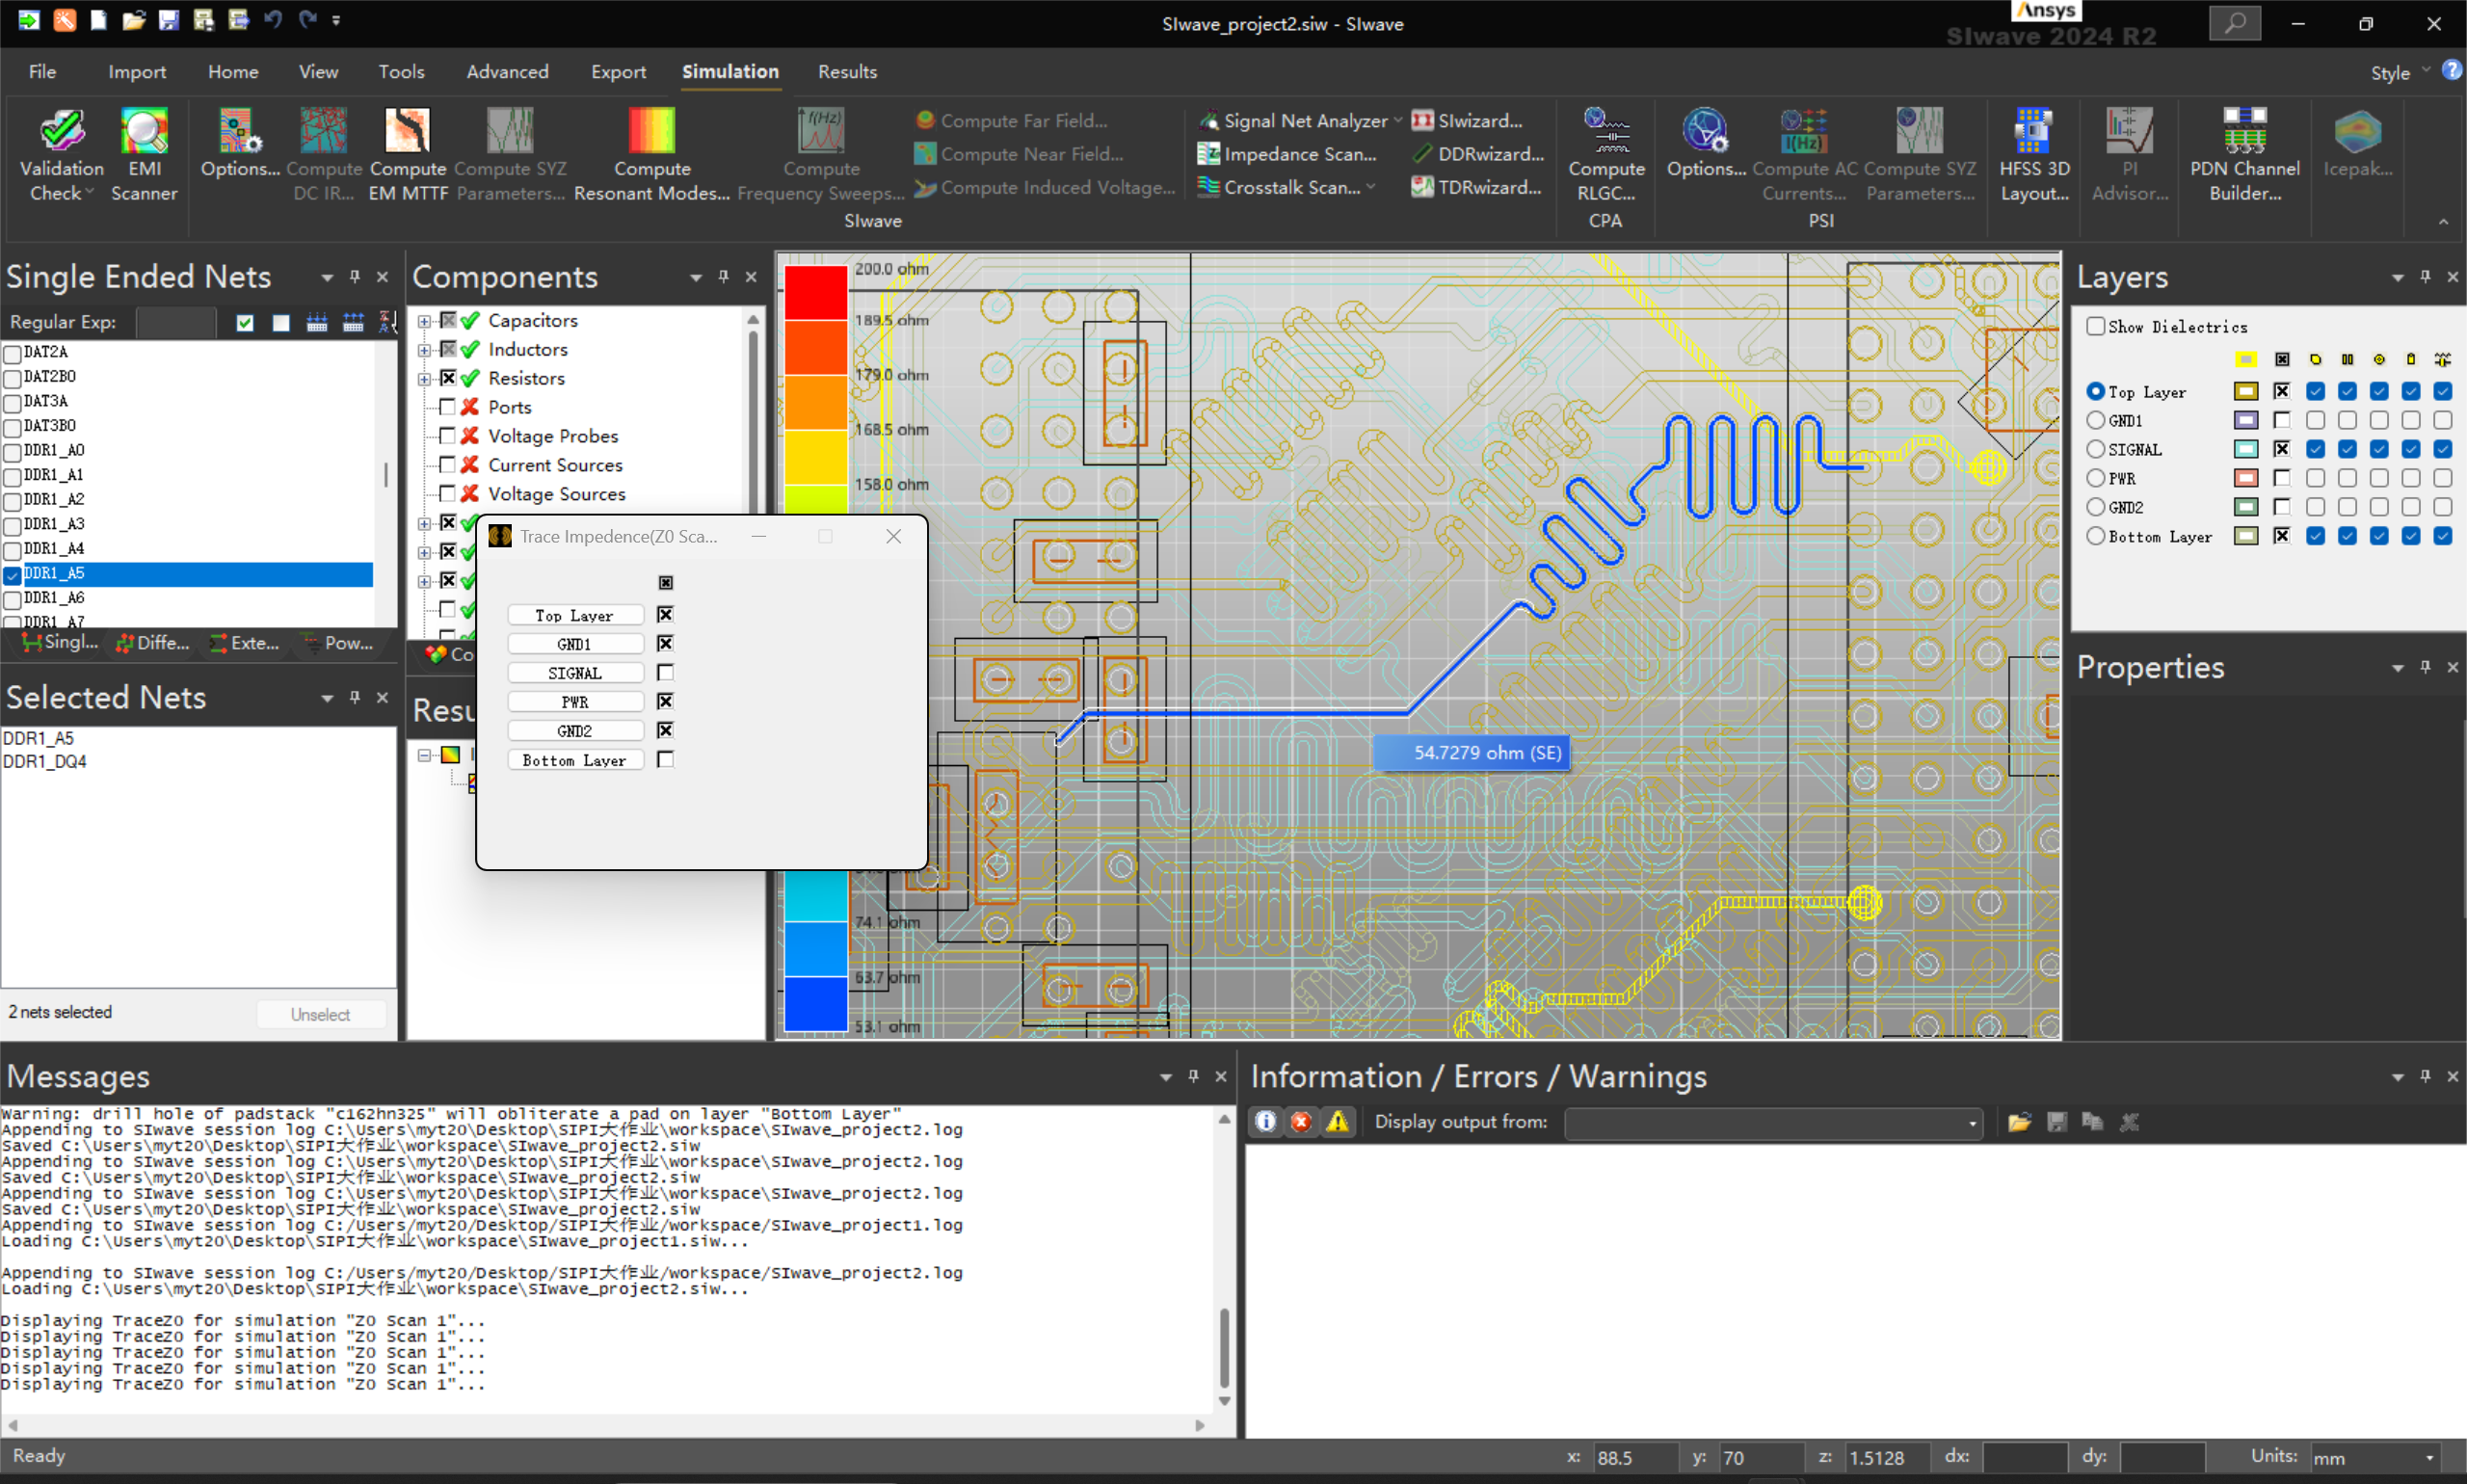 SIwave_project2.siw - SIwave
Ansys
SIwave 2024 R2
File Import Home View Tools Advanced Export Simulation Results
Style
Validation Check
EMI Scanner
Options...
Compute DC IR...
Compute EM MTTF
Compute SYZ Parameters...
Compute Resonant Modes...
Compute Frequency Sweeps...
Compute Far Field...
Compute Near Field...
Compute Induced Voltage...
Signal Net Analyzer
Impedance Scan...
Crosstalk Scan...
SIwizard...
DDRwizard...
TDRwizard...
SIwave
Compute RLGC...
CPA
Options...
Compute AC Currents...
Compute SYZ Parameters...
PSI
HFSS 3D Layout...
PI Advisor...
PDN Channel Builder...
Icepak...
Single Ended Nets
Regular Exp:
DAT2A
DAT2B0
DAT3A
DAT3B0
DDR1_A0
DDR1_A1
DDR1_A2
DDR1_A3
DDR1_A4
DDR1_A5
DDR1_A6
DDR1_A7
Singl... Diffe... Exte... Pow...
Selected Nets
DDR1_A5
DDR1_DQ4
2 nets selected
Unselect
Components
Capacitors
Inductors
Resistors
Ports
Voltage Probes
Current Sources
Voltage Sources
Co
Resu
Trace Impedence(Z0 Sca...
Top Layer
GND1
SIGNAL
PWR
GND2
Bottom Layer
200.0 ohm
189.5 ohm
179.0 ohm
168.5 ohm
158.0 ohm
74.1 ohm
63.7 ohm
53.1 ohm
54.7279 ohm (SE)
Layers
Show Dielectrics
Top Layer
GND1
SIGNAL
PWR
GND2
Bottom Layer
Properties
Messages
Warning: drill hole of padstack "c162hn325" will obliterate a pad on layer "Bottom Layer"
Appending to SIwave session log C:\Users\myt20\Desktop\SIPI大作业\workspace\SIwave_project2.log
Saved C:\Users\myt20\Desktop\SIPI大作业\workspace\SIwave_project2.siw
Appending to SIwave session log C:\Users\myt20\Desktop\SIPI大作业\workspace\SIwave_project2.log
Saved C:\Users\myt20\Desktop\SIPI大作业\workspace\SIwave_project2.siw
Appending to SIwave session log C:\Users\myt20\Desktop\SIPI大作业\workspace\SIwave_project2.log
Saved C:\Users\myt20\Desktop\SIPI大作业\workspace\SIwave_project2.siw
Appending to SIwave session log C:/Users/myt20/Desktop/SIPI大作业/workspace/SIwave_project1.log
Loading C:\Users\myt20\Desktop\SIPI大作业\workspace\SIwave_project1.siw...
Appending to SIwave session log C:/Users/myt20/Desktop/SIPI大作业/workspace/SIwave_project2.log
Loading C:\Users\myt20\Desktop\SIPI大作业\workspace\SIwave_project2.siw...
Displaying TraceZ0 for simulation "Z0 Scan 1"...
Displaying TraceZ0 for simulation "Z0 Scan 1"...
Displaying TraceZ0 for simulation "Z0 Scan 1"...
Displaying TraceZ0 for simulation "Z0 Scan 1"...
Displaying TraceZ0 for simulation "Z0 Scan 1"...
Information / Errors / Warnings
Display output from:
Ready
x: 88.5 y: 70 z: 1.5128 dx: dy: Units: mm